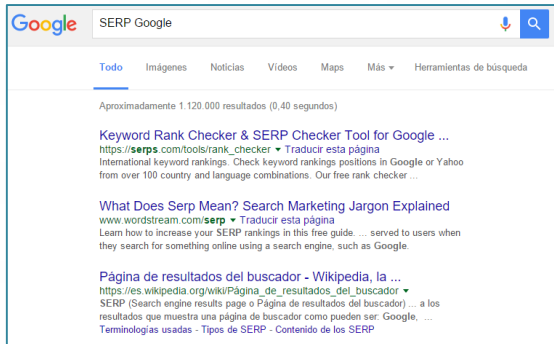 Google SERP Google
Todo Imágenes Noticias Vídeos Maps Más Herramientas de búsqueda
Aproximadamente 1.120.000 resultados (0,40 segundos)
Keyword Rank Checker & SERP Checker Tool for Google ...
https://serps.com/tools/rank_checker Traducir esta página
International keyword rankings. Check keyword rankings positions in Google or Yahoo
from over 100 country and language combinations. Our free rank checker ...
What Does Serp Mean? Search Marketing Jargon Explained
www.wordstream.com/serp Traducir esta página
Learn how to increase your SERP rankings in this free guide. ... served to users when
they search for something online using a search engine, such as Google.
Página de resultados del buscador - Wikipedia, la ...
https://es.wikipedia.org/wiki/Página_de_resultados_del_buscador
SERP (Search engine results page o Página de resultados del buscador) ... a los
resultados que muestra una página de buscador como pueden ser: Google, ...
Terminologías usadas - Tipos de SERP - Contenido de los SERP